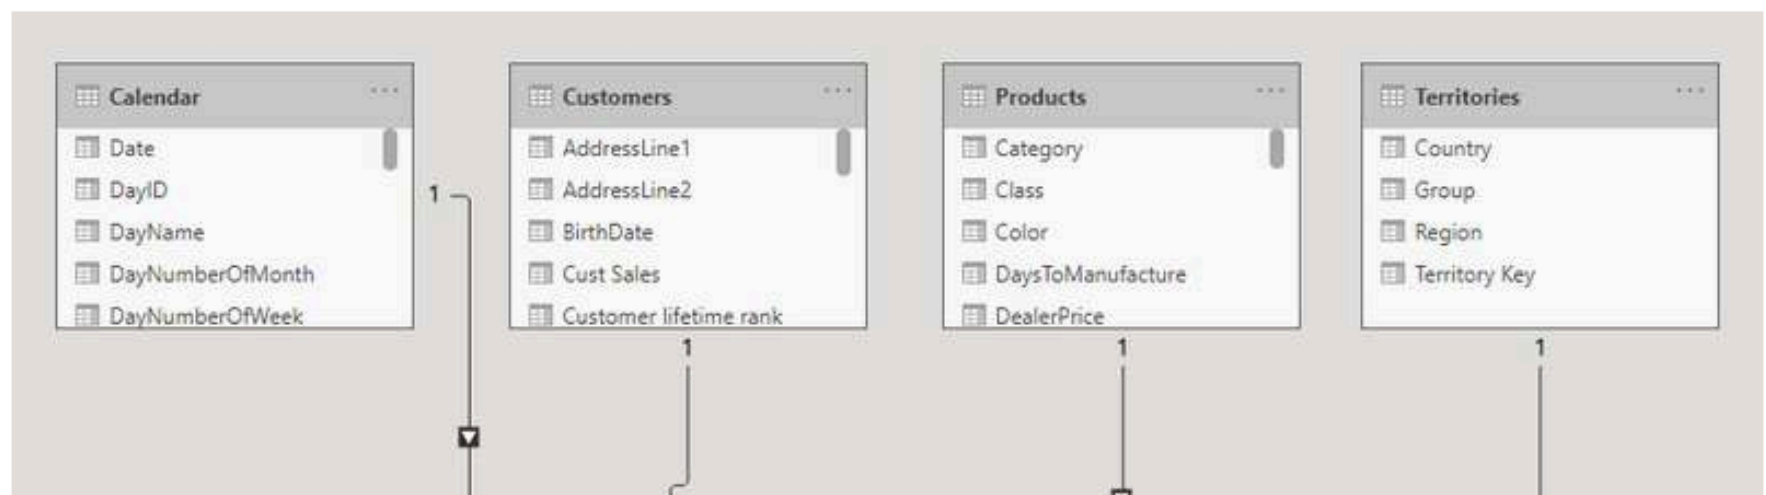 Calendar
Date
DayID
DayName
DayNumberOfMonth
DayNumberOfWeek
1
Customers
AddressLine1
AddressLine2
BirthDate
Cust Sales
Customer lifetime rank
1
Products
Category
Class
Color
DaysToManufacture
DealerPrice
1
Territories
Country
Group
Region
Territory Key
1